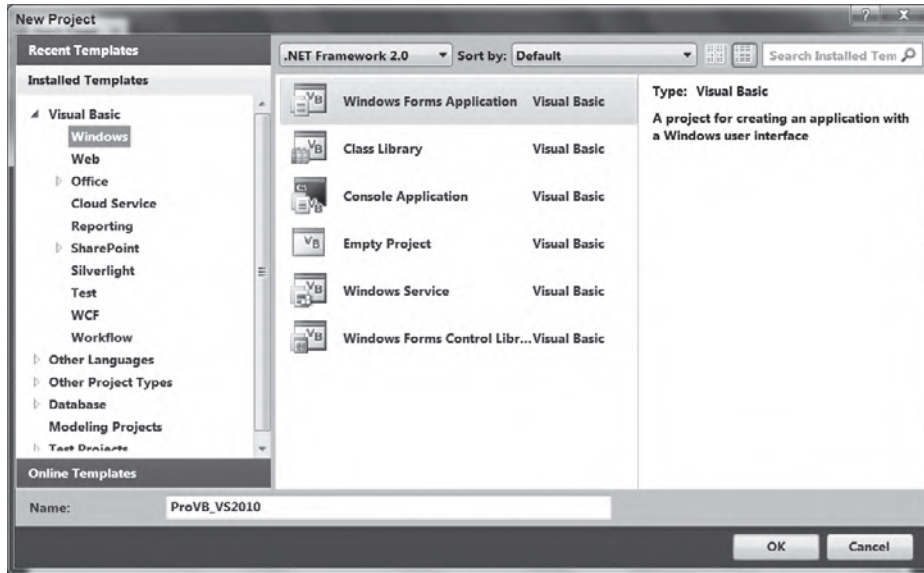 New Project
Recent Templates
Installed Templates
Visual Basic
Windows
Web
Office
Cloud Service
Reporting
SharePoint
Silverlight
Test
WCF
Workflow
Other Languages
Other Project Types
Database
Modeling Projects
Test Projects
Online Templates
.NET Framework 2.0 Sort by: Default Search Installed Tem
Windows Forms Application Visual Basic
Class Library Visual Basic
Console Application Visual Basic
Empty Project Visual Basic
Windows Service Visual Basic
Windows Forms Control Libr... Visual Basic
Type: Visual Basic
A project for creating an application with
a Windows user interface
Name: ProVB_VS2010
OK Cancel